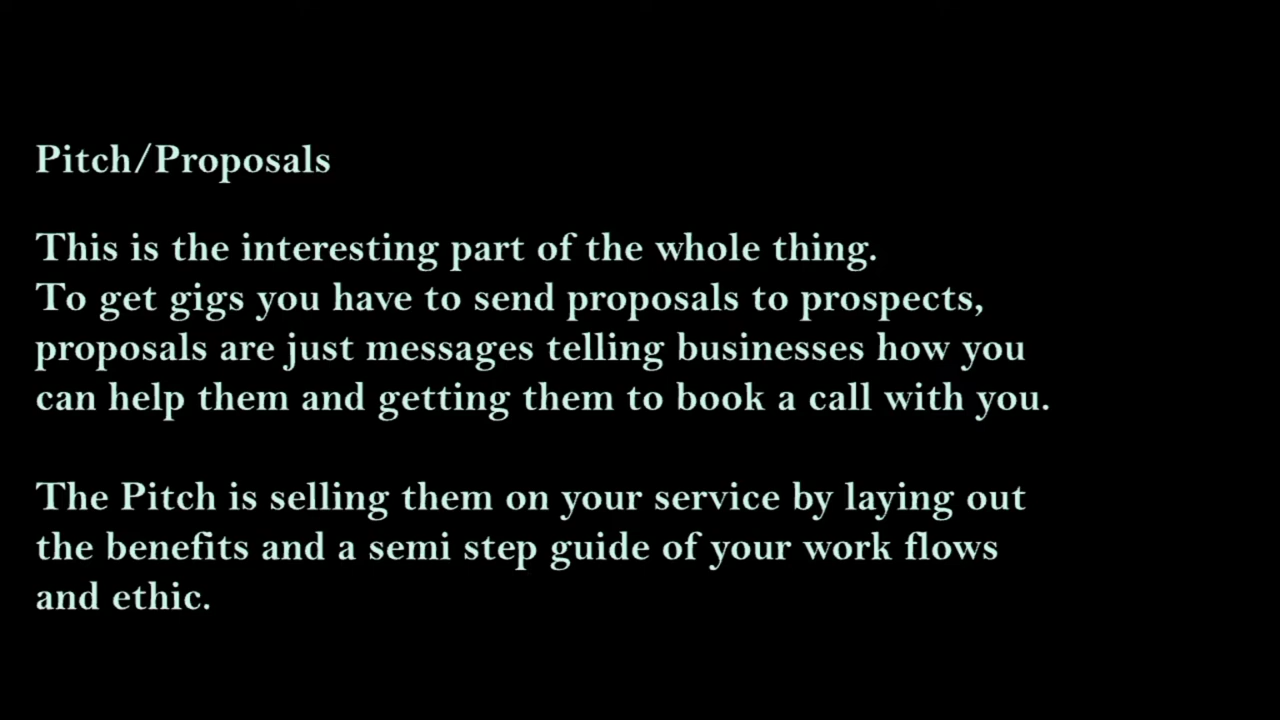 Pitch/Proposals
This is the interesting part of the whole thing.
To get gigs you have to send proposals to prospects,
proposals are just messages telling businesses how you
can help them and getting them to book a call with you.
The Pitch is selling them on your service by laying out
the benefits and a semi step guide of your work flows
and ethic.